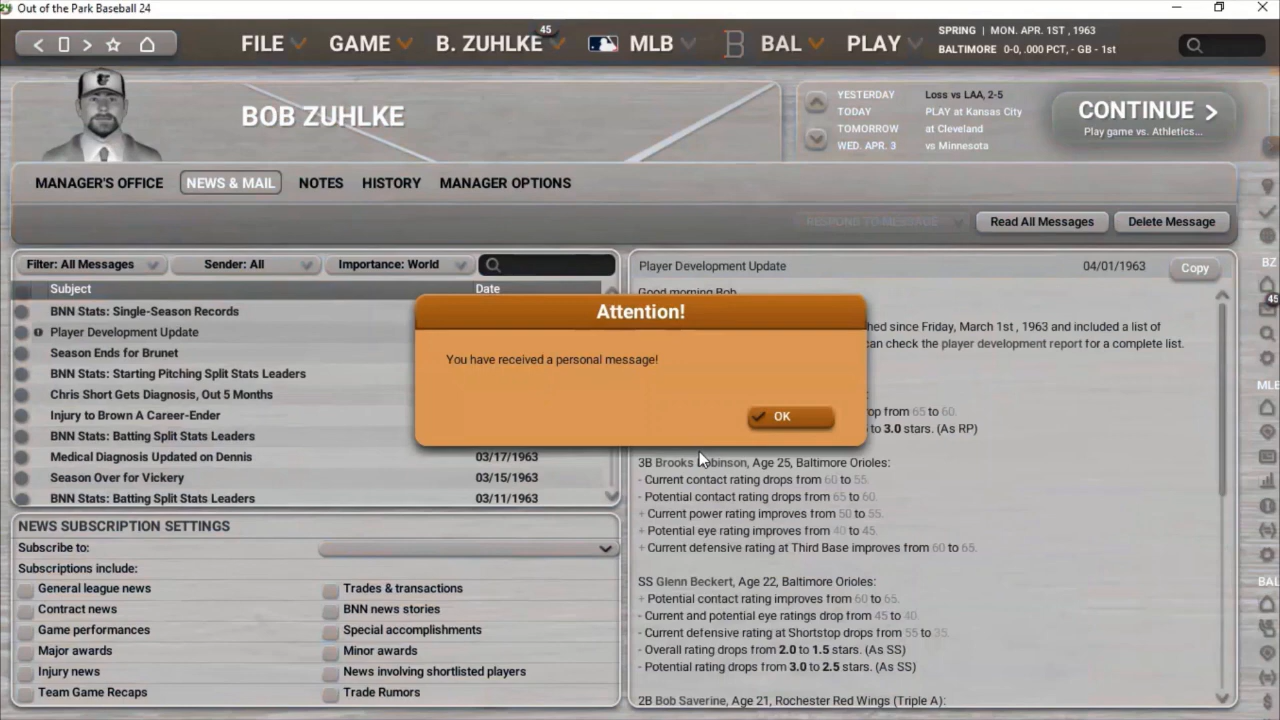 Out of the Park Baseball 24
FILE
GAME
B. ZUHLKE
45
MLB
BAL
PLAY
SPRING | MON. APR. 1ST , 1963
BALTIMORE 0-0, .000 PCT, - GB - 1st
BOB ZUHLKE
YESTERDAY Loss vs LAA, 2-5
TODAY PLAY at Kansas City
TOMORROW at Cleveland
WED. APR. 3 vs Minnesota
CONTINUE >
Play game vs. Athletics...
MANAGER'S OFFICE NEWS & MAIL NOTES HISTORY MANAGER OPTIONS
RESPOND TO MESSAGE Read All Messages Delete Message
Filter: All Messages Sender: All Importance: World
Subject Date
BNN Stats: Single-Season Records
Player Development Update
Season Ends for Brunet
BNN Stats: Starting Pitching Split Stats Leaders
Chris Short Gets Diagnosis, Out 5 Months
Injury to Brown A Career-Ender
BNN Stats: Batting Split Stats Leaders
Medical Diagnosis Updated on Dennis 03/17/1963
Season Over for Vickery 03/15/1963
BNN Stats: Batting Split Stats Leaders 03/11/1963
NEWS SUBSCRIPTION SETTINGS
Subscribe to:
Subscriptions include:
General league news Trades & transactions
Contract news BNN news stories
Game performances Special accomplishments
Major awards Minor awards
Injury news News involving shortlisted players
Team Game Recaps Trade Rumors
Attention!
You have received a personal message!
OK
Player Development Update 04/01/1963 Copy
Good morning Bob
hed since Friday, March 1st , 1963 and included a list of
can check the player development report for a complete list.
op from 65 to 60.
to 3.0 stars. (As RP)
3B Brooks Robinson, Age 25, Baltimore Orioles:
- Current contact rating drops from 60 to 55.
- Potential contact rating drops from 65 to 60.
+ Current power rating improves from 50 to 55.
+ Potential eye rating improves from 40 to 45.
+ Current defensive rating at Third Base improves from 60 to 65.
SS Glenn Beckert, Age 22, Baltimore Orioles:
+ Potential contact rating improves from 60 to 65.
- Current and potential eye ratings drop from 45 to 40.
- Current defensive rating at Shortstop drops from 55 to 35.
- Overall rating drops from 2.0 to 1.5 stars. (As SS)
- Potential rating drops from 3.0 to 2.5 stars. (As SS)
2B Bob Saverine, Age 21, Rochester Red Wings (Triple A):
BZ
45
MLB
BAL